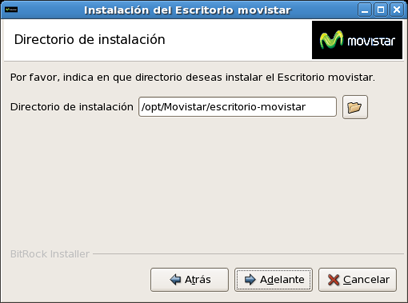 Instalación del Escritorio movistar
Directorio de instalación
movistar
Por favor, indica en que directorio deseas instalar el Escritorio movistar.
Directorio de instalación /opt/Movistar/escritorio-movistar
BitRock Installer
Atrás Adelante Cancelar